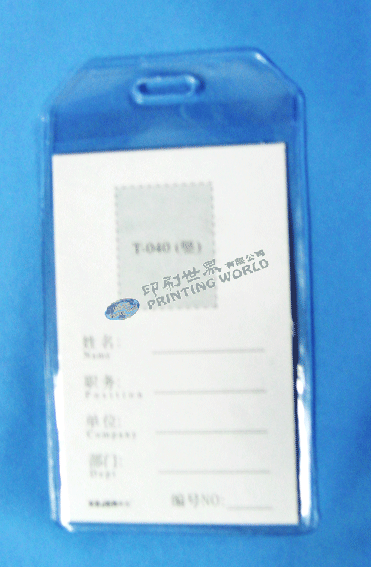 T-040 (竖)
印刷世界有限公司
PRINTING WORLD
姓名:
Name
职务:
Position
单位:
Company
部门:
Dept
编号NO: